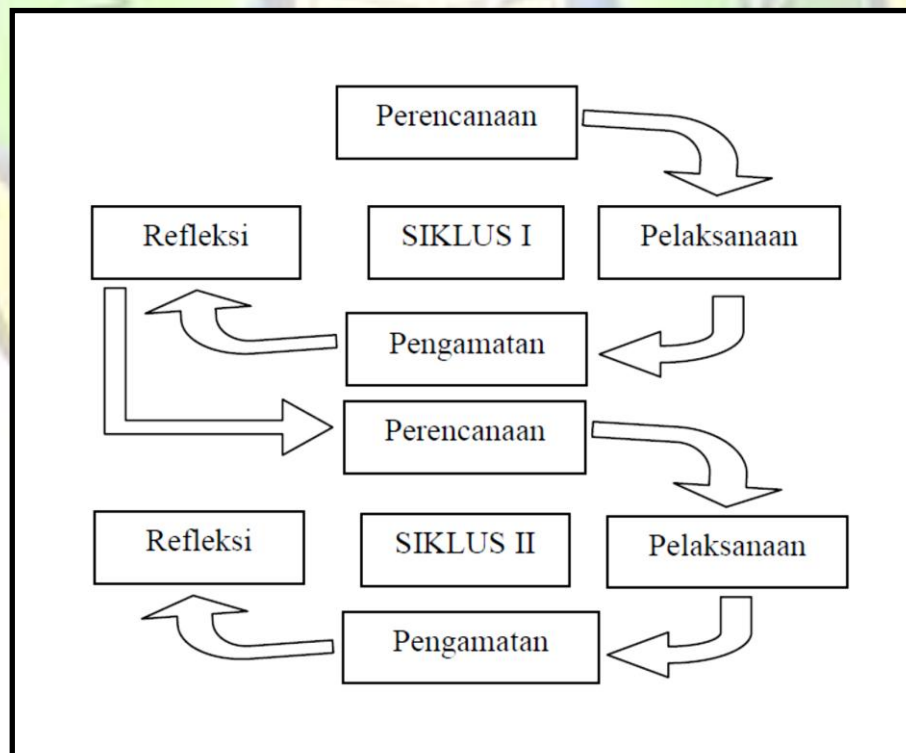 Perencanaan
Refleksi
SIKLUS I
Pelaksanaan
Pengamatan
Perencanaan
Refleksi
SIKLUS II
Pelaksanaan
Pengamatan